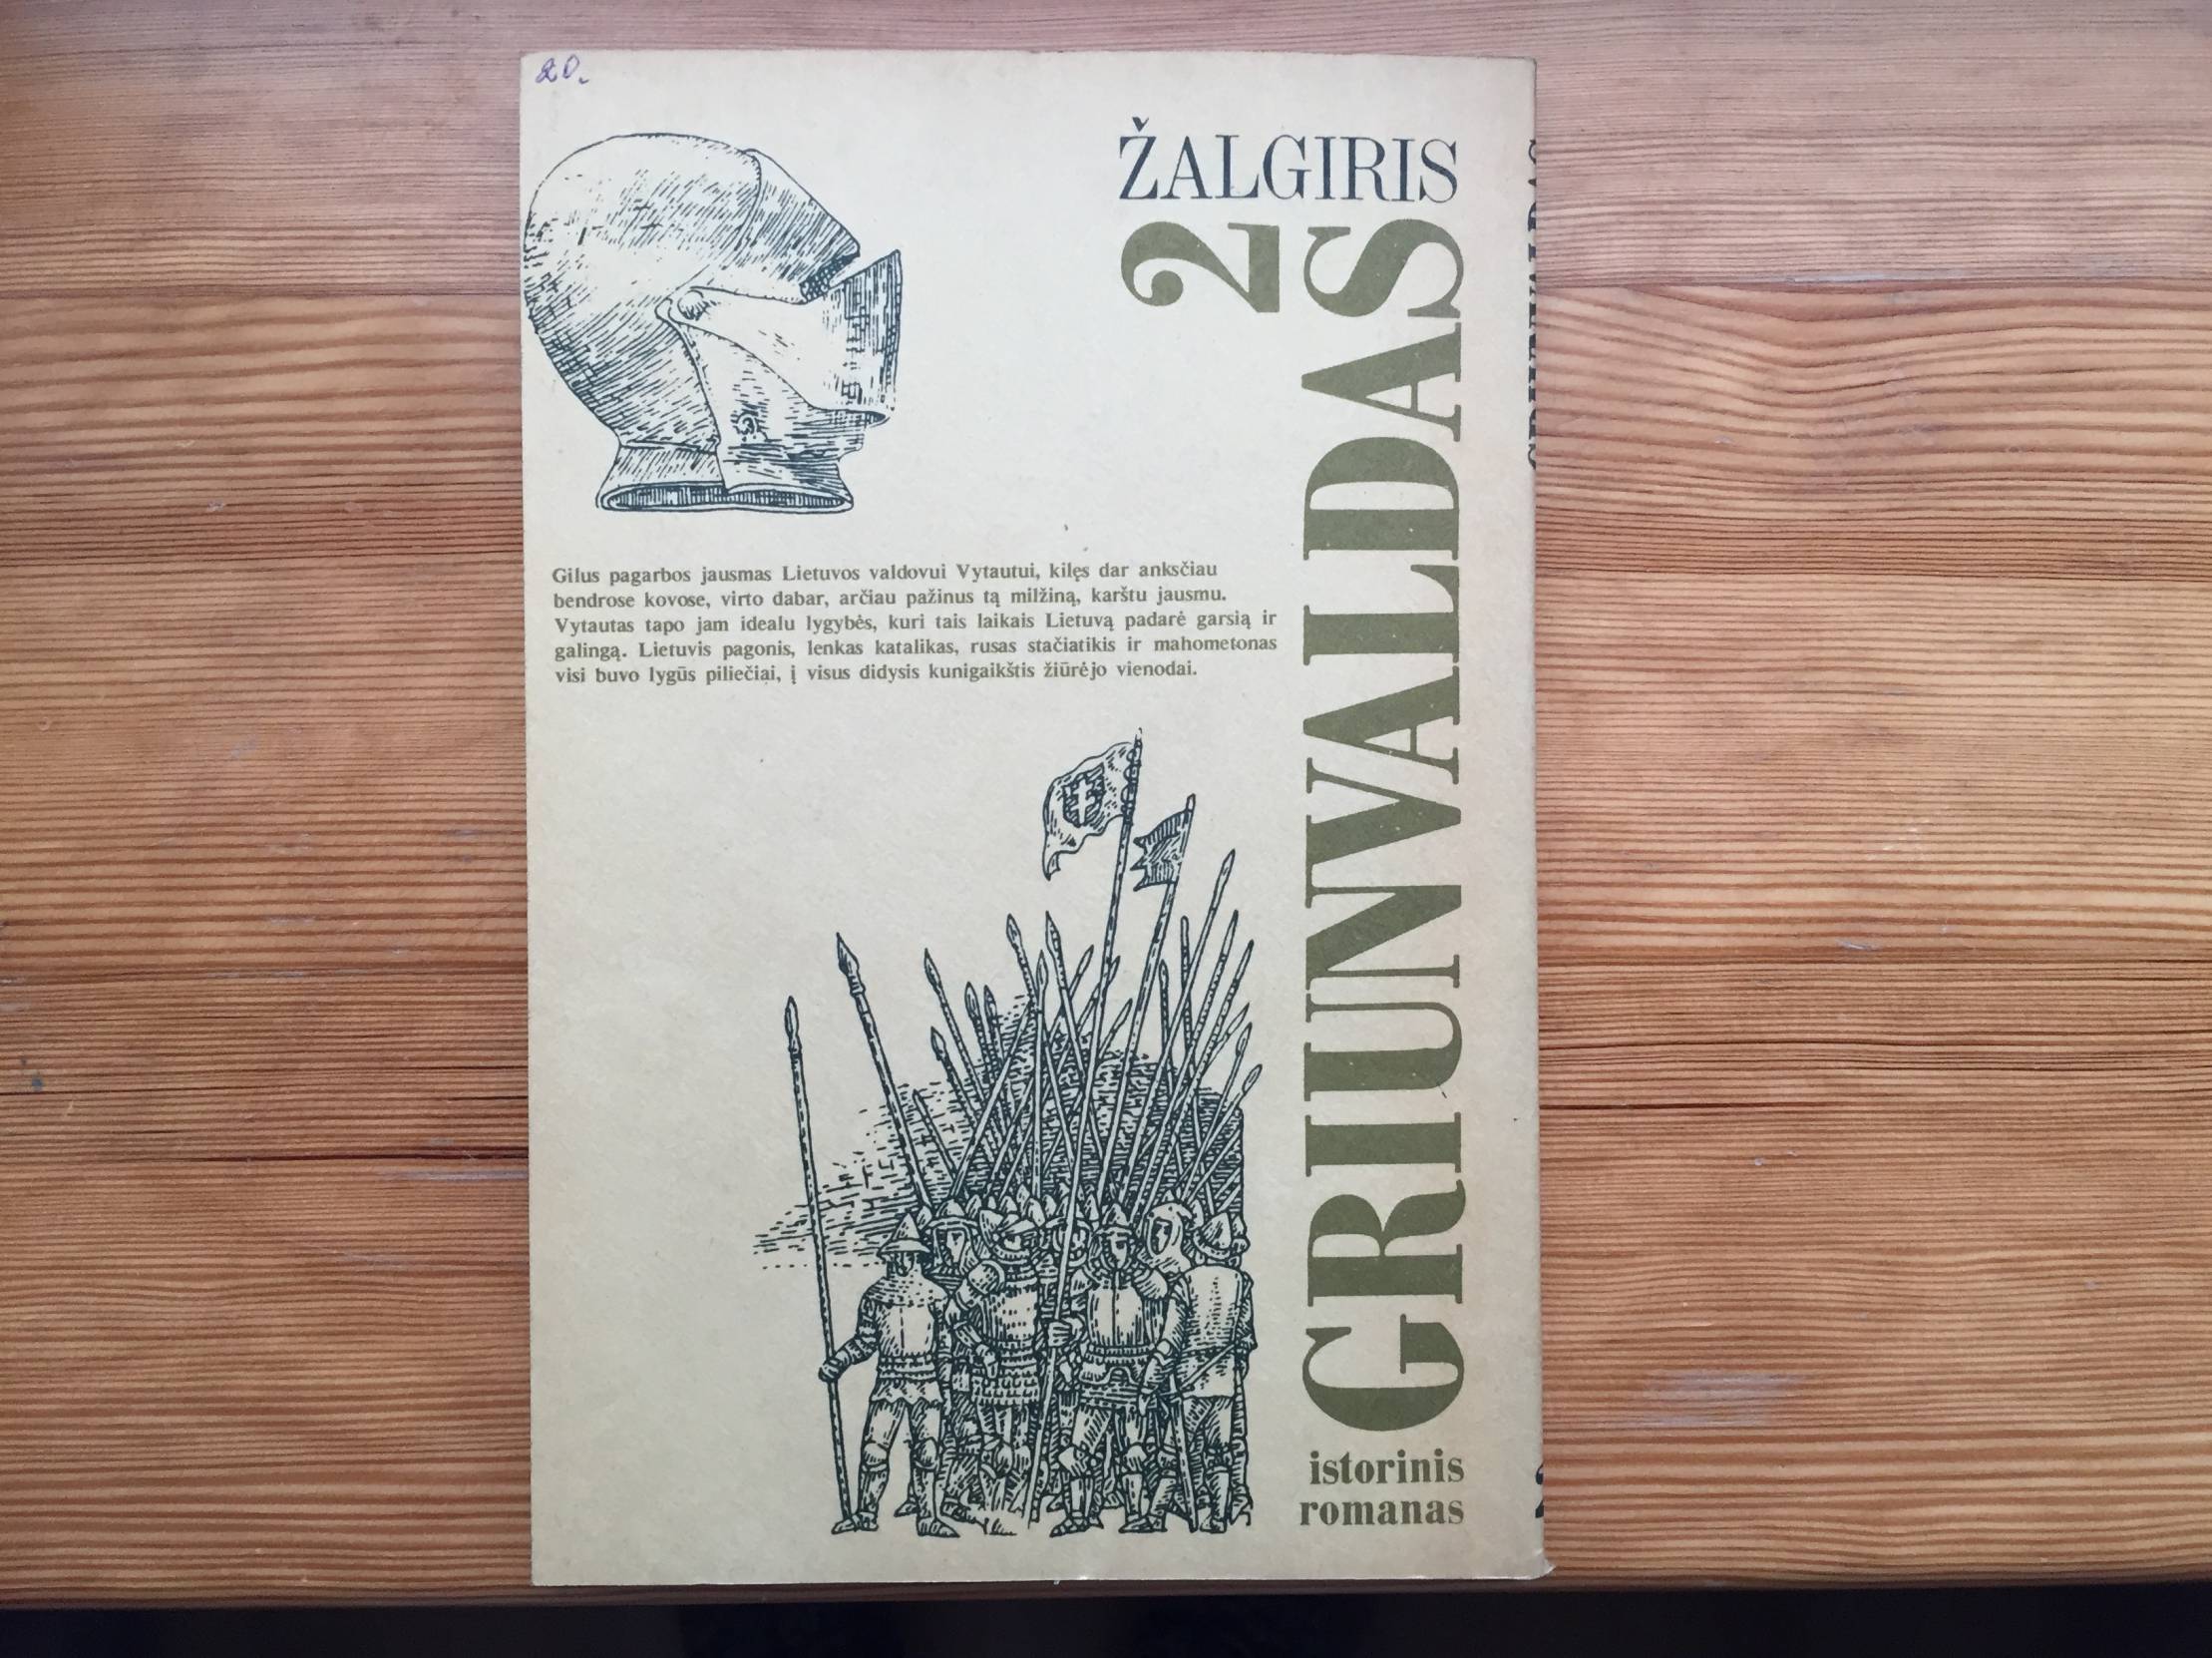 20.
ŽALGIRIS
2
GRIUNVALDAS
Gilus pagarbos jausmas Lietuvos valdovui Vytautui, kilęs dar anksčiau
bendrose kovose, virto dabar, arčiau pažinus tą milžiną, karštu jausmu.
Vytautas tapo jam idealu lygybės, kuri tais laikais Lietuvą padarė garsią ir
galingą. Lietuvis pagonis, lenkas katalikas, rusas stačiatikis ir mahometonas
visi buvo lygūs piliečiai, į visus didysis kunigaikštis žiūrėjo vienodai.
istorinis
romanas